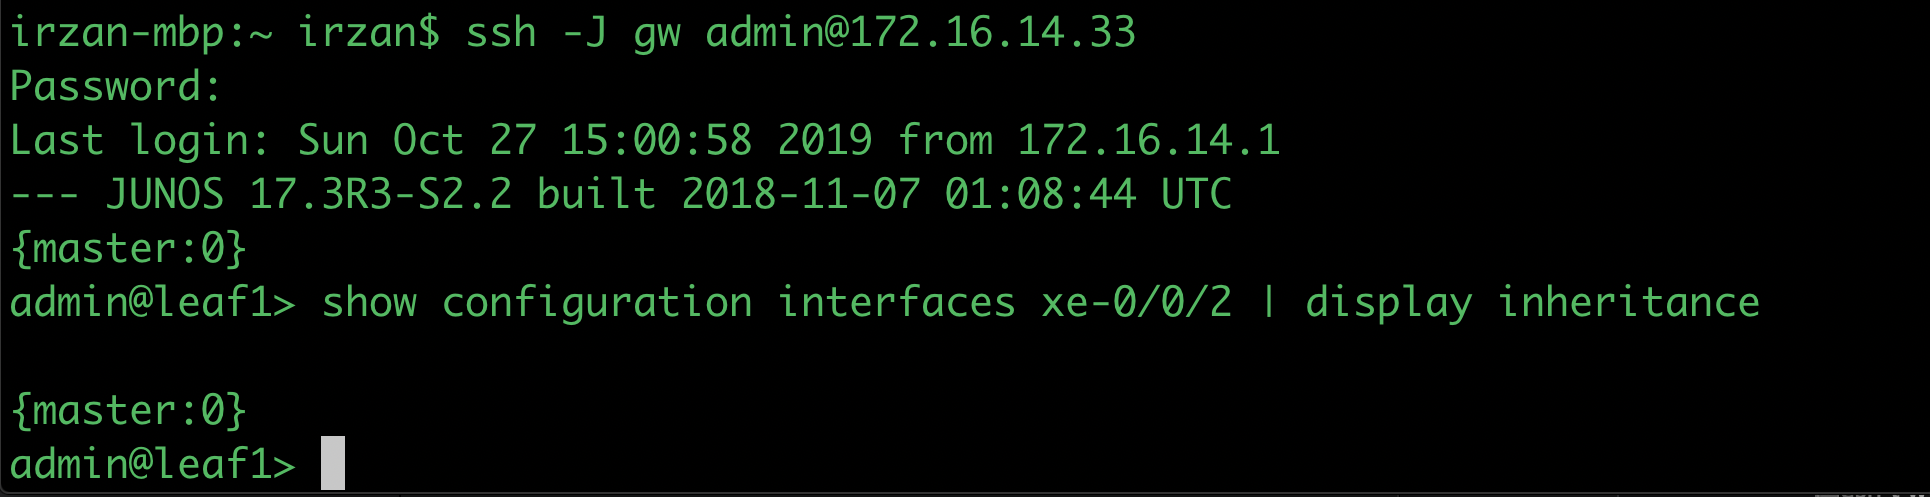 irzan-mbp:~ irzan$ ssh -J gw admin@172.16.14.33
Password:
Last login: Sun Oct 27 15:00:58 2019 from 172.16.14.1
--- JUNOS 17.3R3-S2.2 built 2018-11-07 01:08:44 UTC
{master:0}
admin@leaf1> show configuration interfaces xe-0/0/2 | display inheritance
{master:0}
admin@leaf1>